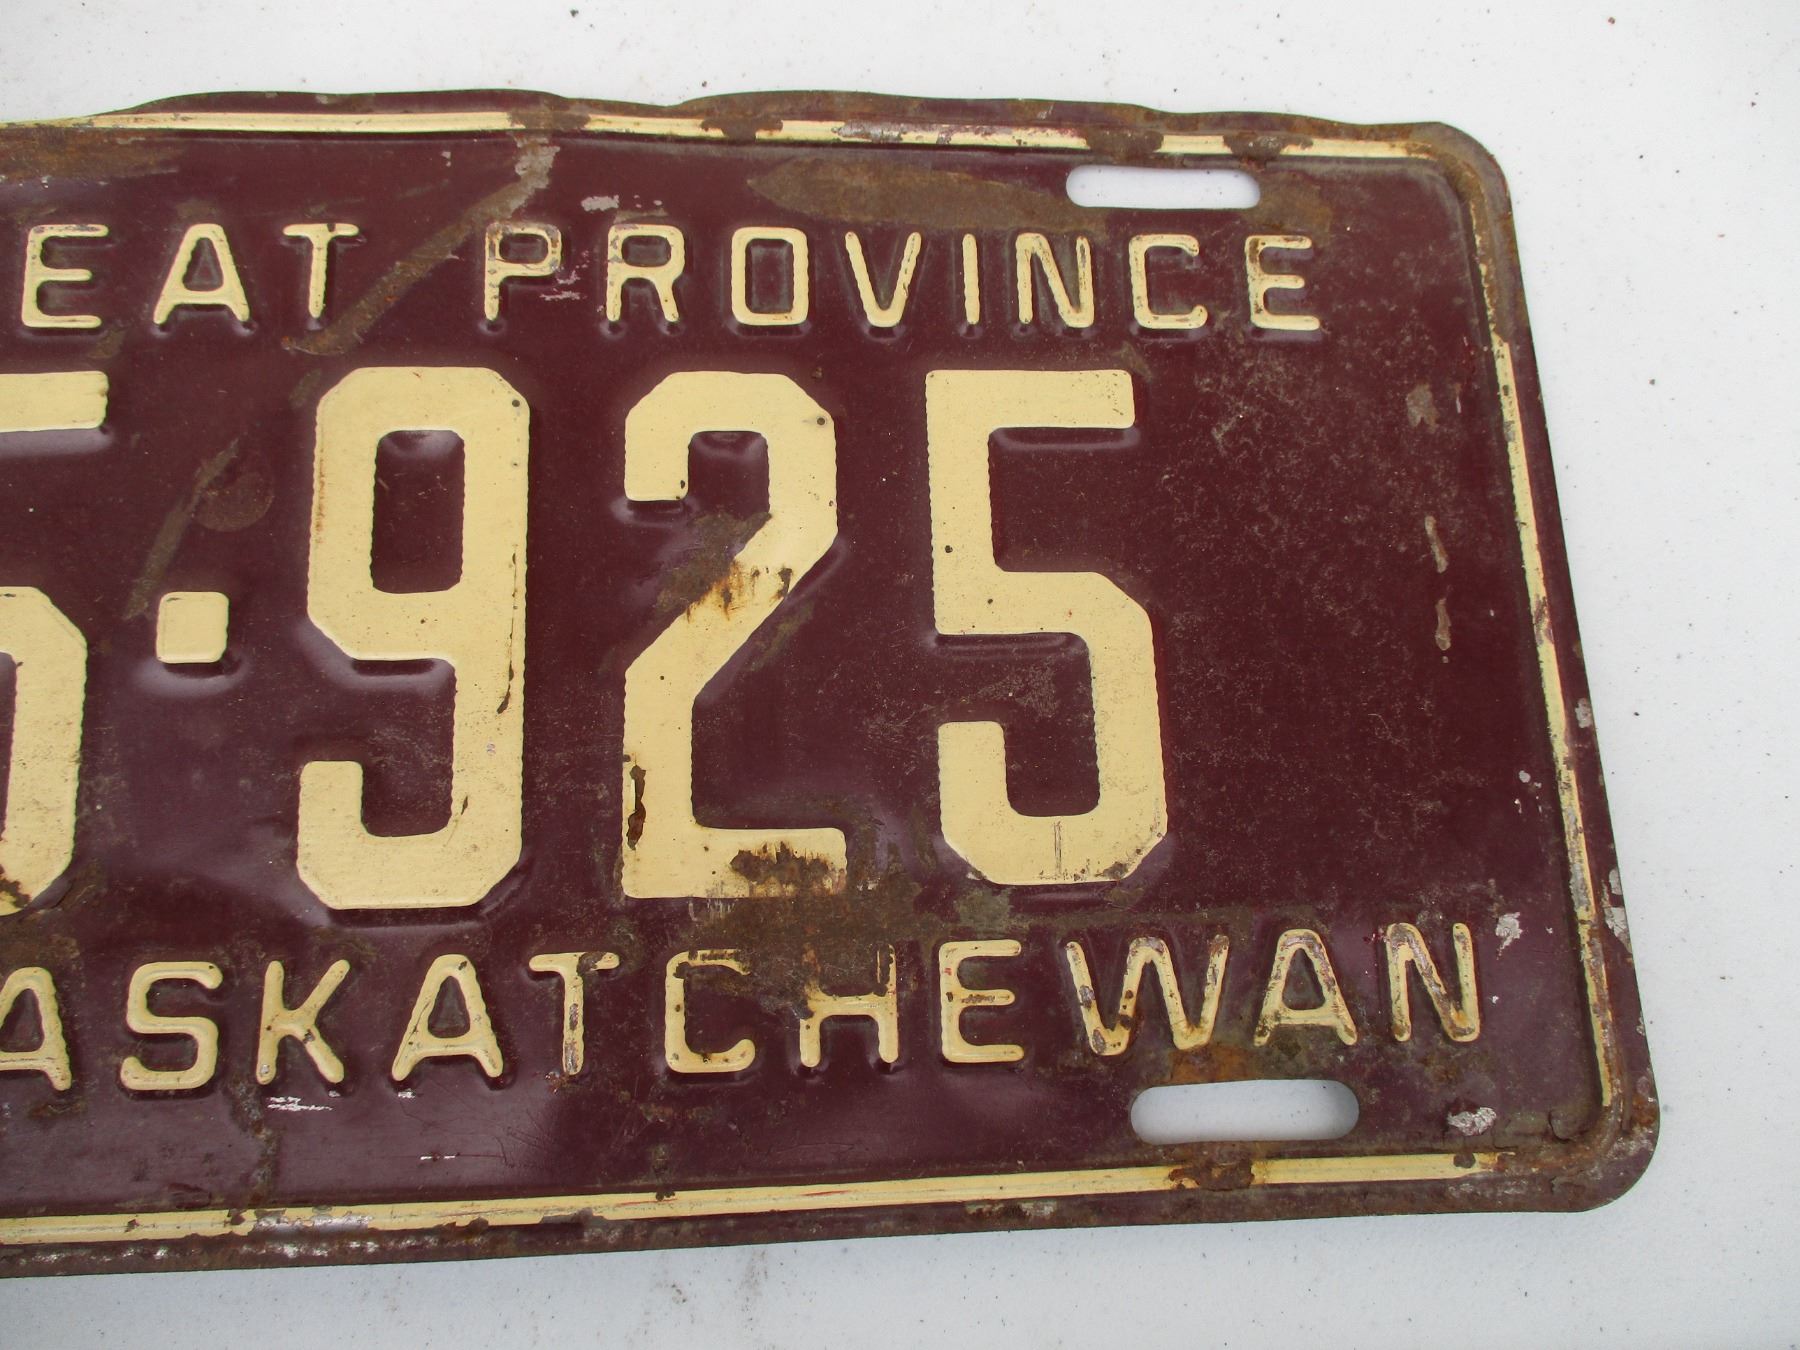 EAT PROVINCE
5·925
ASKATCHEWAN